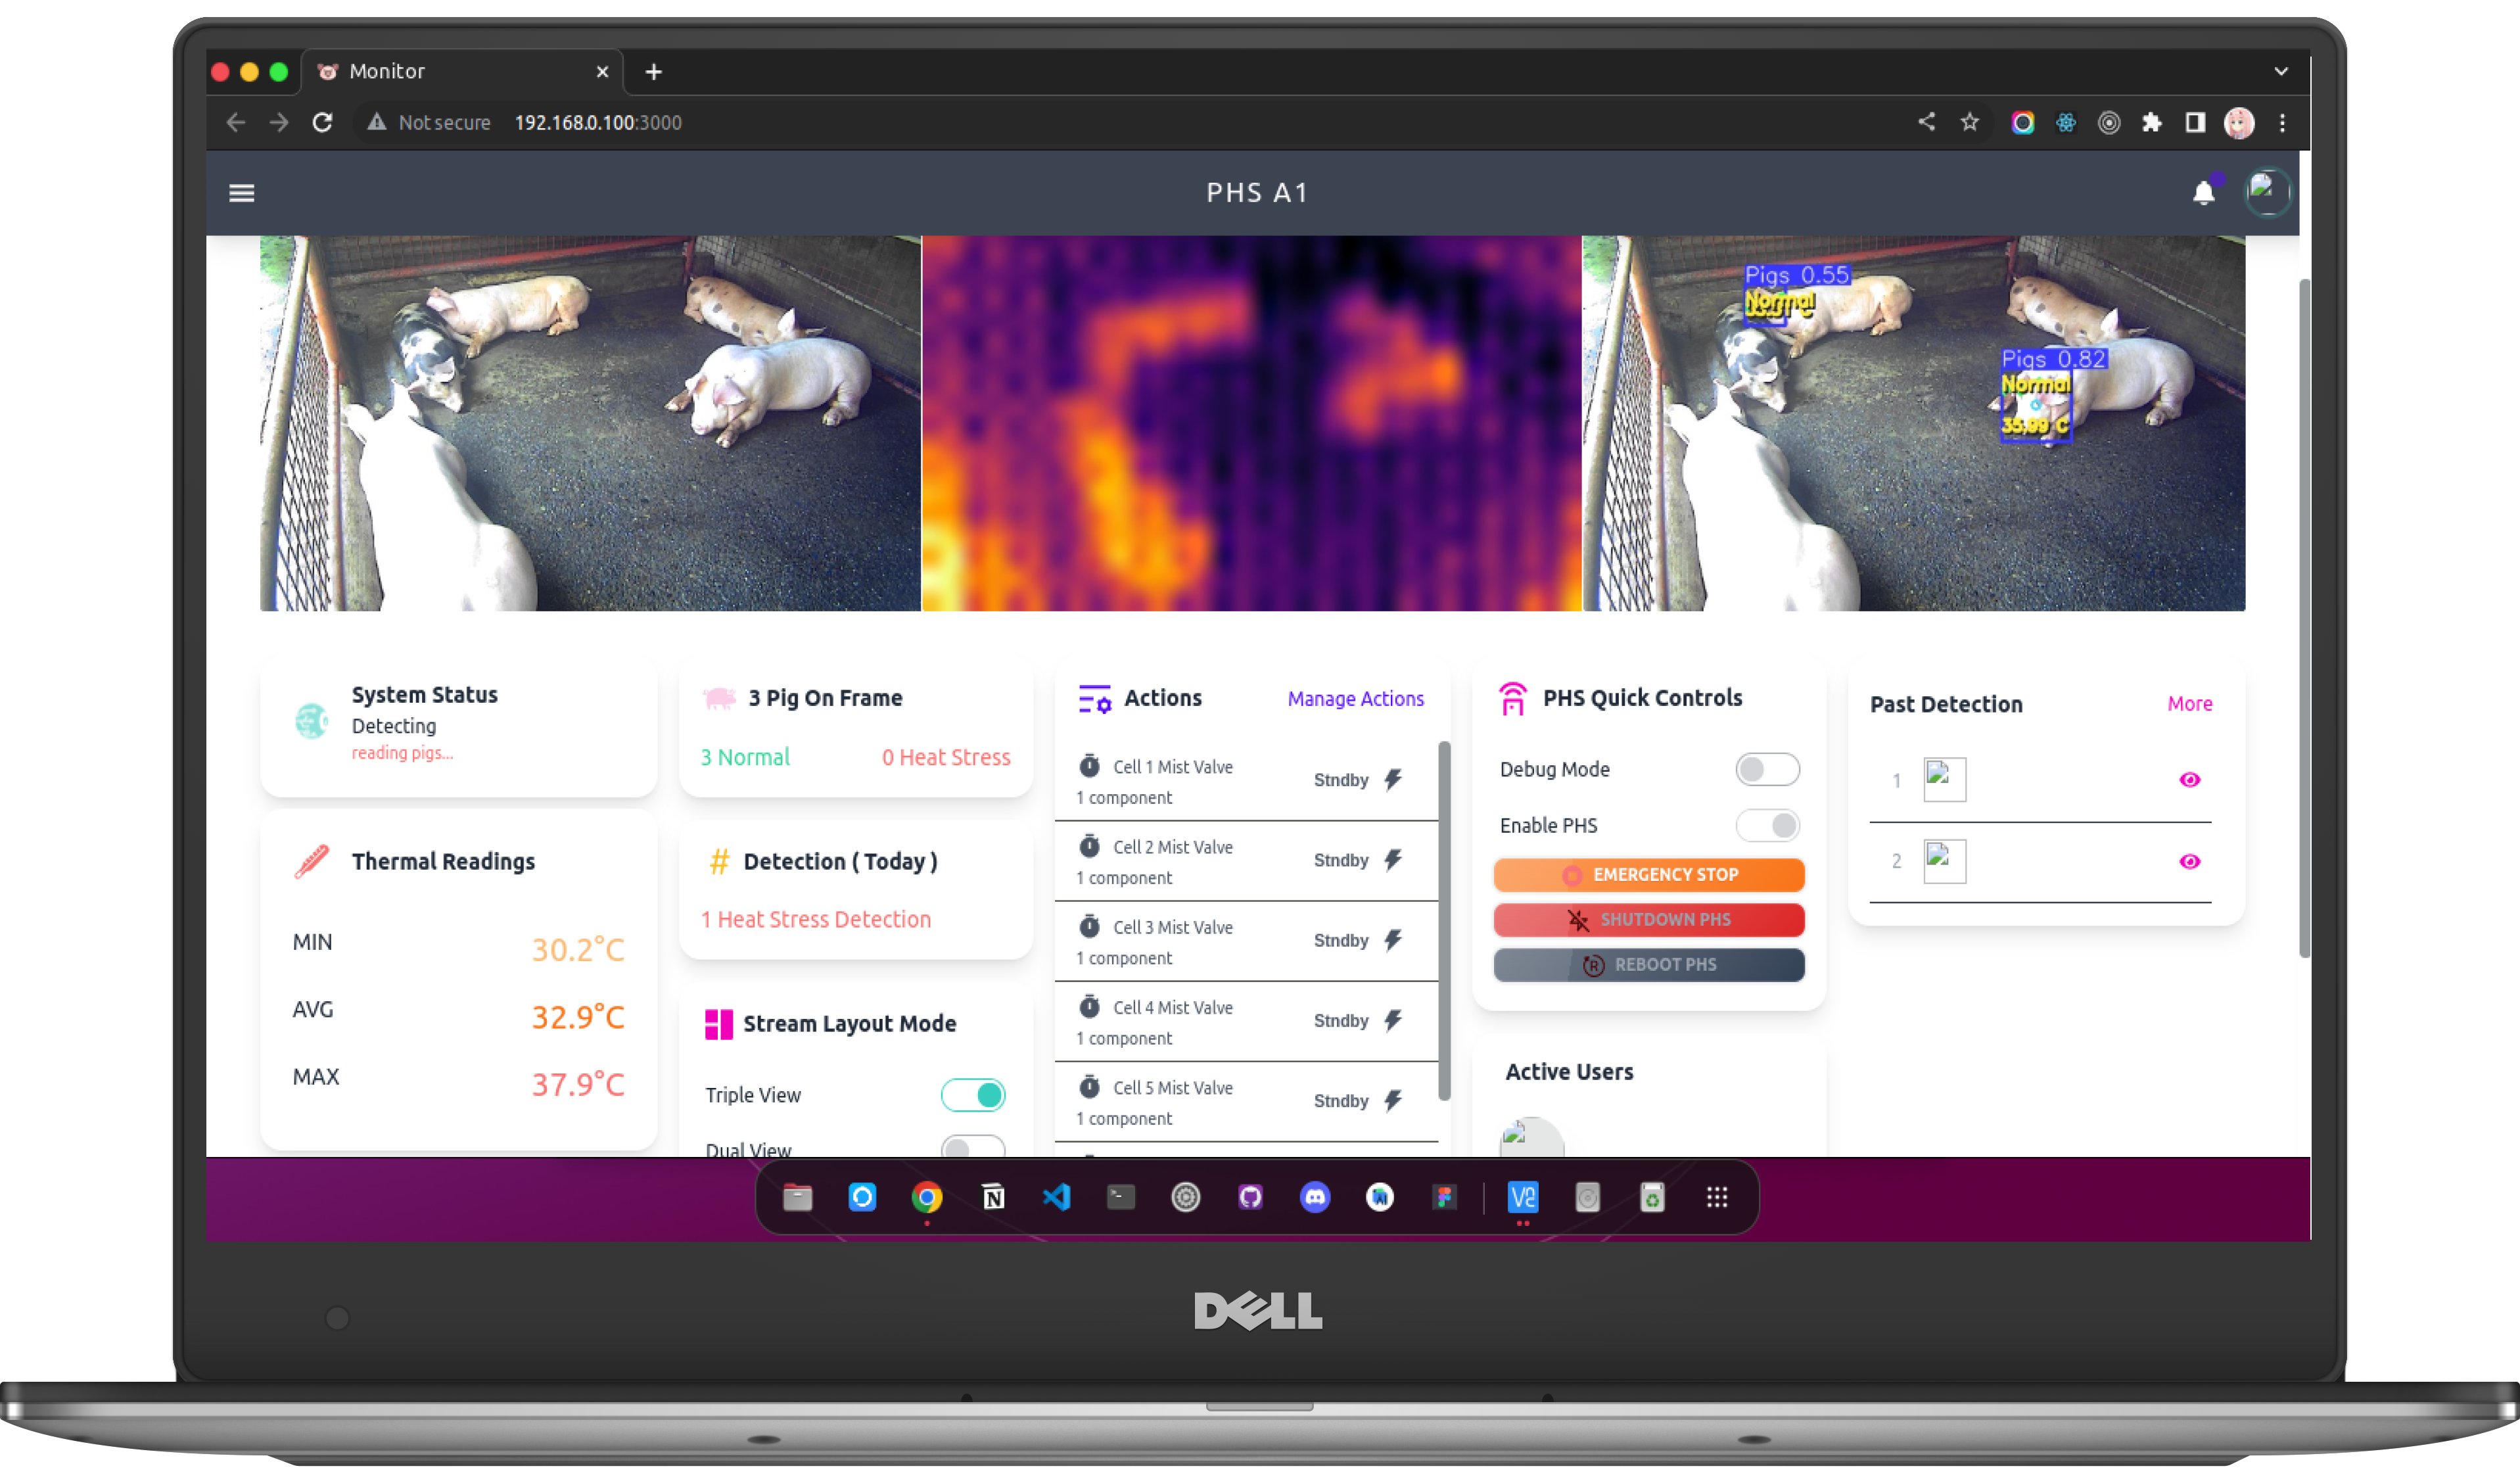 Monitor
Not secure 192.168.0.100:3000
PHS A1
Pigs 0.55
Normal
Pigs 0.82
Normal
35.99 C
System Status
Detecting
reading pigs...
3 Pig On Frame
3 Normal 0 Heat Stress
Thermal Readings
MIN 30.2°C
AVG 32.9°C
MAX 37.9°C
# Detection ( Today )
1 Heat Stress Detection
Stream Layout Mode
Triple View
Dual View
Actions Manage Actions
Cell 1 Mist Valve
1 component
Stndby
Cell 2 Mist Valve
1 component
Stndby
Cell 3 Mist Valve
1 component
Stndby
Cell 4 Mist Valve
1 component
Stndby
Cell 5 Mist Valve
1 component
Stndby
PHS Quick Controls
Debug Mode
Enable PHS
EMERGENCY STOP
SHUTDOWN PHS
REBOOT PHS
Active Users
Past Detection More
1
2
DELL